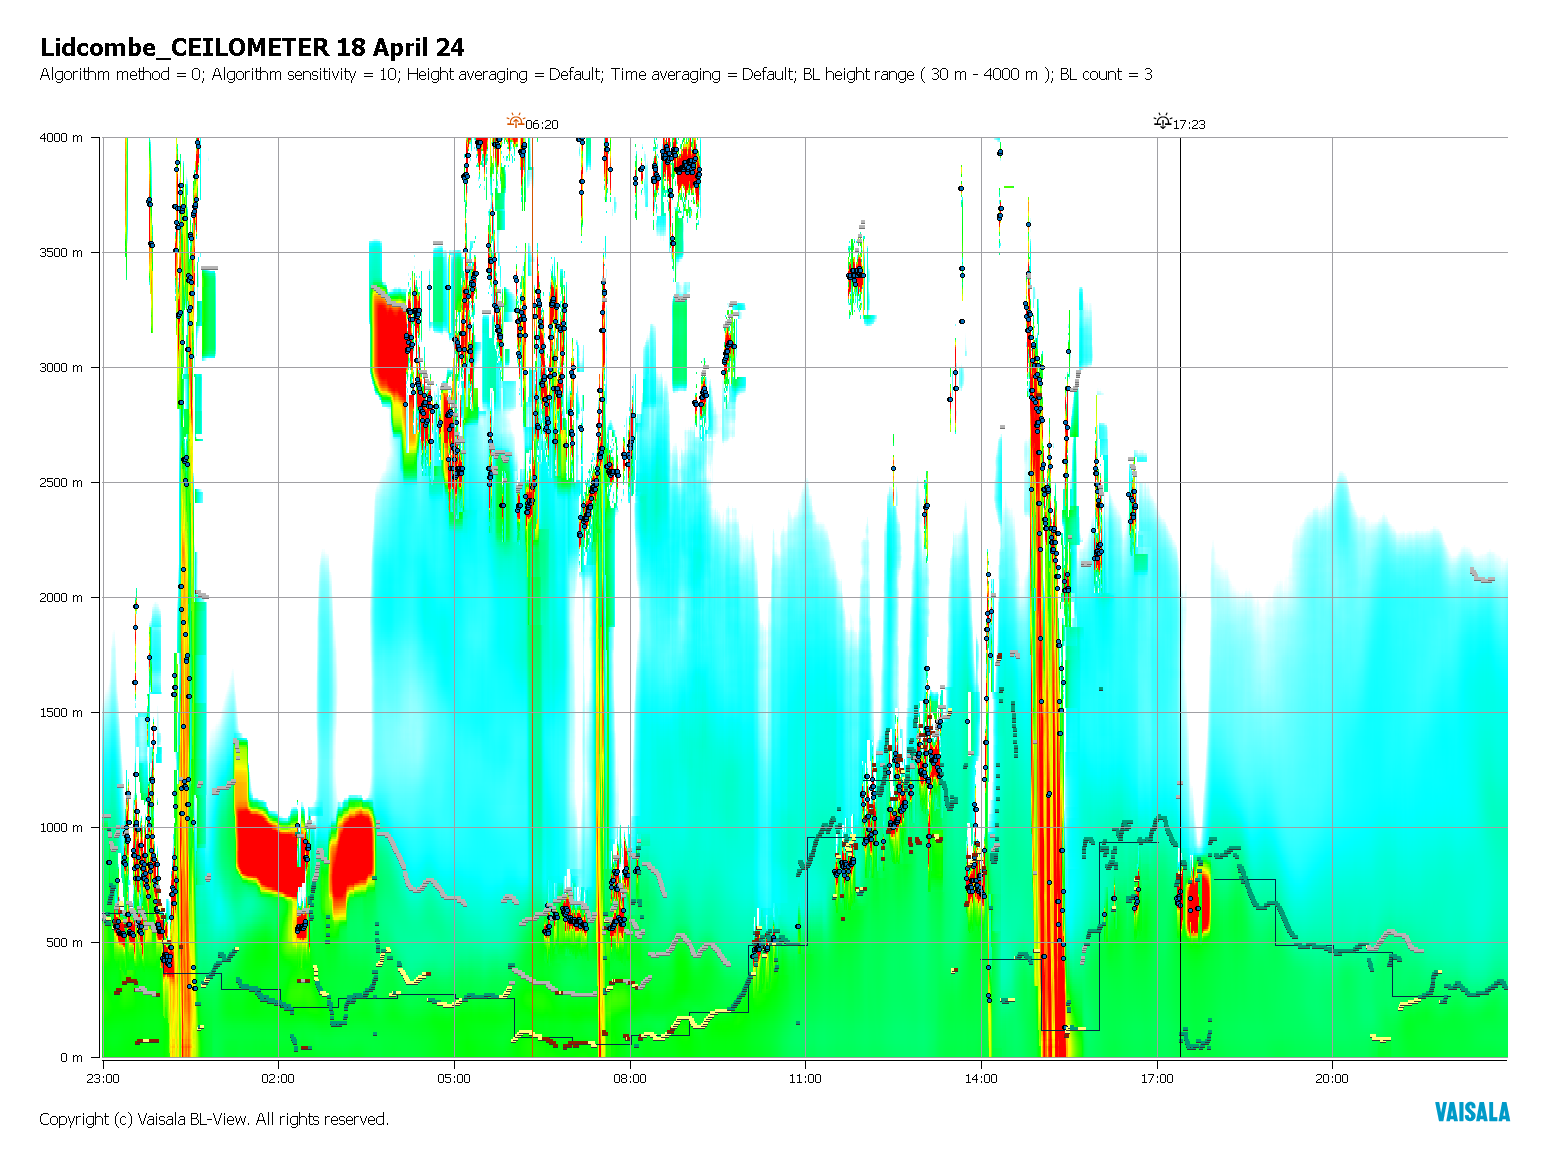 Lidcombe_CEILOMETER 18 April 24
Algorithm method = 0; Algorithm sensitivity = 10; Height averaging = Default; Time averaging = Default; BL height range ( 30 m - 4000 m ); BL count = 3
06:20
17:23
4000 m
3500 m
3000 m
2500 m
2000 m
1500 m
1000 m
500 m
0 m
23:00
02:00
05:00
08:00
11:00
14:00
17:00
20:00
Copyright (c) Vaisala BL-View. All rights reserved.
VAISALA